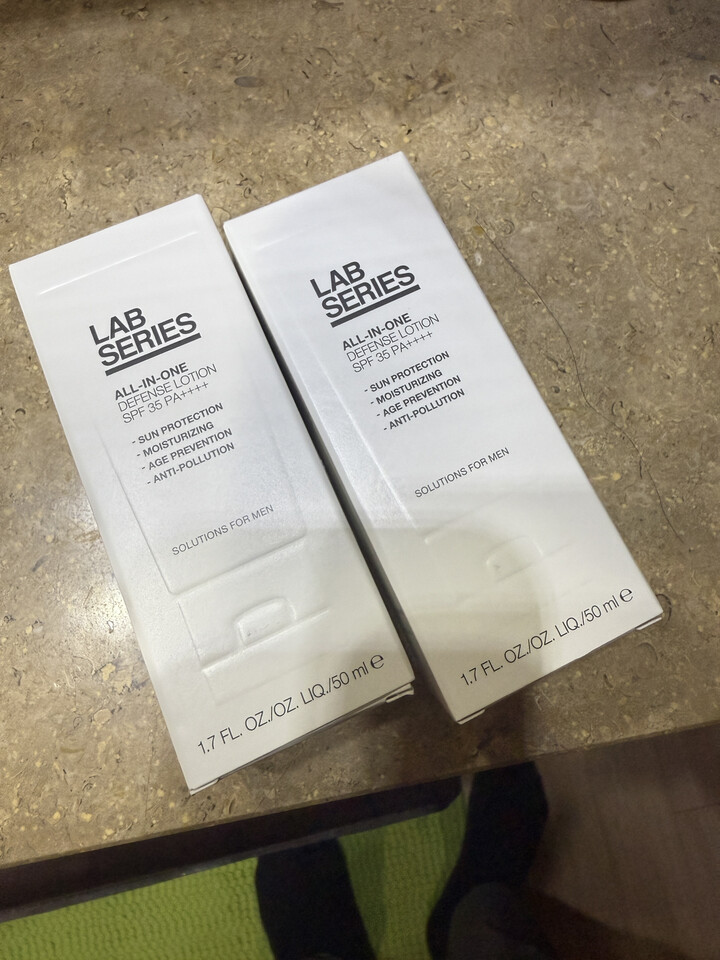 LAB
SERIES
ALL-IN-ONE
DEFENSE LOTION
SPF 35 PA++++
- SUN PROTECTION
- MOISTURIZING
- AGE PREVENTION
- ANTI-POLLUTION
SOLUTIONS FOR MEN
1.7 FL. OZ./OZ. LIQ./50 ml ℮
LAB
SERIES
ALL-IN-ONE
DEFENSE LOTION
SPF 35 PA++++
- SUN PROTECTION
- MOISTURIZING
- AGE PREVENTION
- ANTI-POLLUTION
SOLUTIONS FOR MEN
1.7 FL. OZ./OZ. LIQ./50 ml ℮